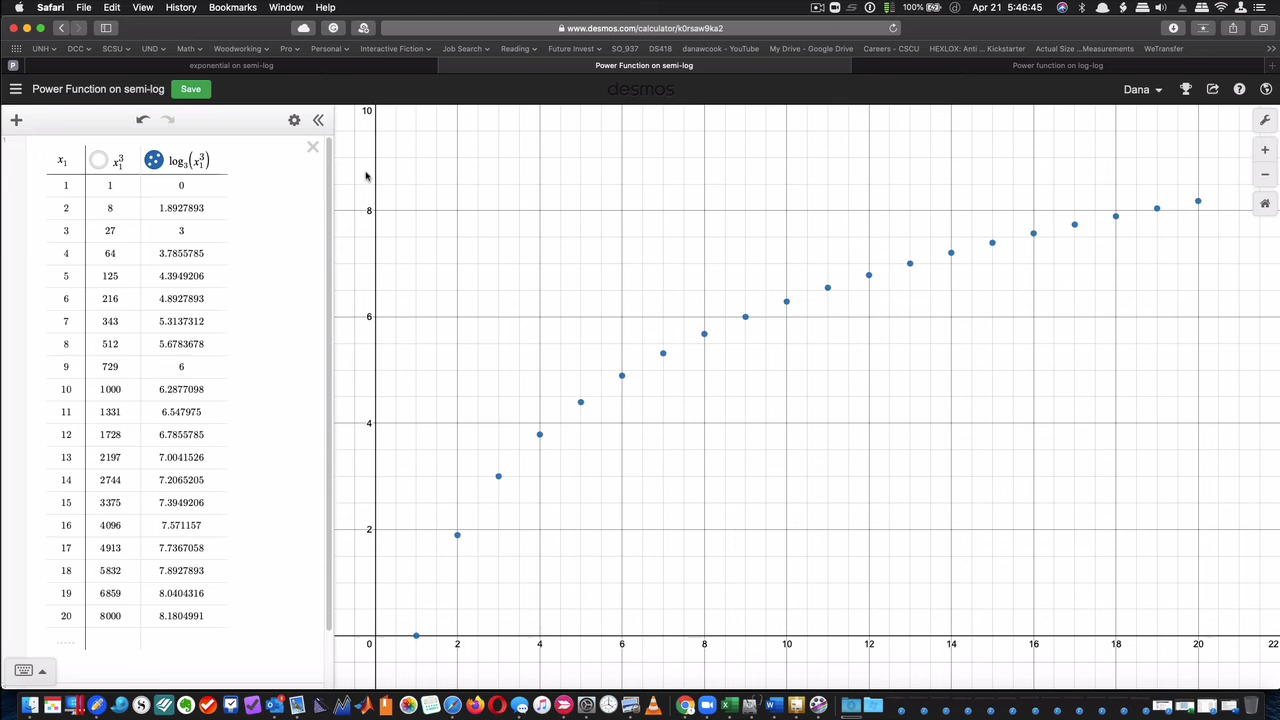 Safari File Edit View History Bookmarks Window Help 100% Apr 21 5:46:45
www.desmos.com/calculator/k0rsaw9ka2
UNH DCC SCSU UND Math Woodworking Pro Personal Interactive Fiction Job Search Reading Future Invest SO_937 DS418 danawcook - YouTube My Drive - Google Drive Careers - CSCU HEXLOX: Anti ... Kickstarter Actual Size ...Measurements WeTransfer
exponential on semi-log Power Function on semi-log Power function on log-log
Power Function on semi-log Save desmos Dana
1
x₁ x₁³ log₃(x₁³)
1 1 0
2 8 1.8927893
3 27 3
4 64 3.7855785
5 125 4.3949206
6 216 4.8927893
7 343 5.3137312
8 512 5.6783678
9 729 6
10 1000 6.2877098
11 1331 6.547975
12 1728 6.7855785
13 2197 7.0041526
14 2744 7.2065205
15 3375 7.3949206
16 4096 7.571157
17 4913 7.7367058
18 5832 7.8927893
19 6859 8.0404316
20 8000 8.1804991
10
8
6
4
2
0 2 4 6 8 10 12 14 16 18 20 22